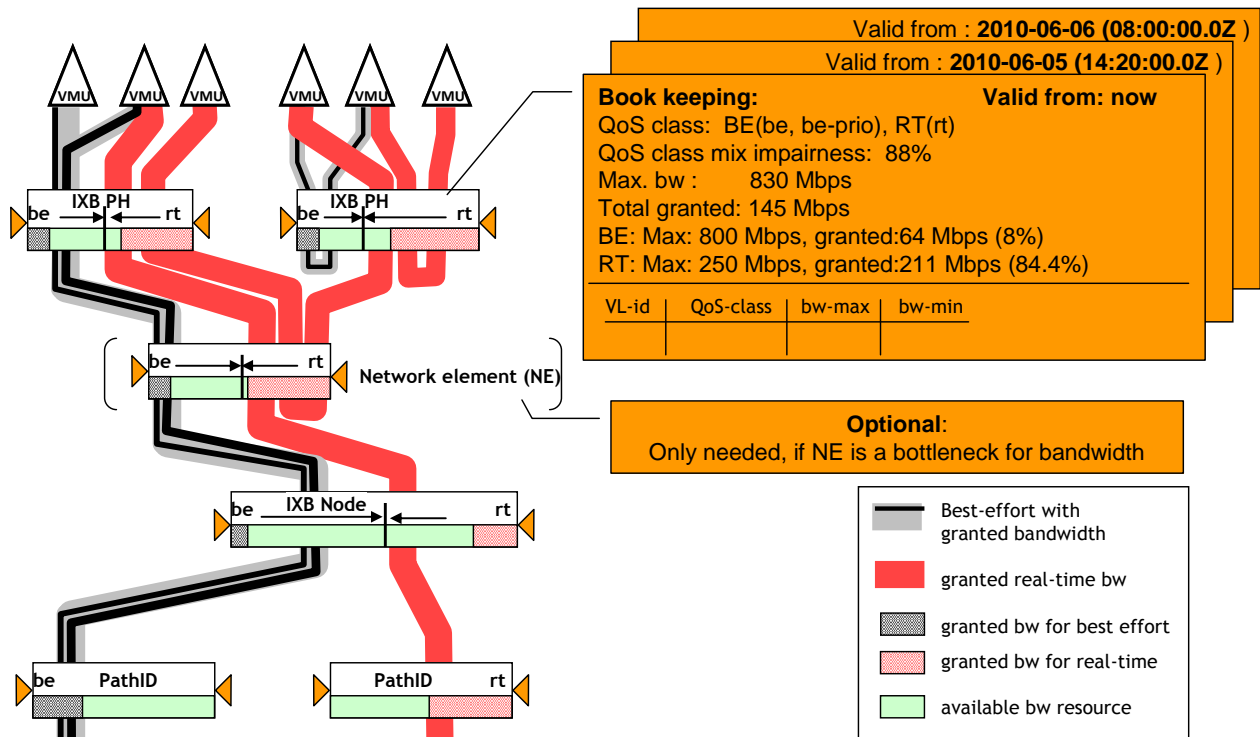 Valid from : 2010-06-06 (08:00:00.0Z )
Valid from : 2010-06-05 (14:20:00.0Z )
Book keeping: Valid from: now
QoS class: BE(be, be-prio), RT(rt)
QoS class mix impairness: 88%
Max. bw : 830 Mbps
Total granted: 145 Mbps
BE: Max: 800 Mbps, granted:64 Mbps (8%)
RT: Max: 250 Mbps, granted:211 Mbps (84.4%)
VL-id QoS-class bw-max bw-min
VMU VMU VMU VMU VMU VMU
IXB PH
be rt
IXB PH
be rt
be rt
Network element (NE)
Optional:
Only needed, if NE is a bottleneck for bandwidth
IXB Node
be rt
be PathID
PathID rt
Best-effort with
granted bandwidth
granted real-time bw
granted bw for best effort
granted bw for real-time
available bw resource